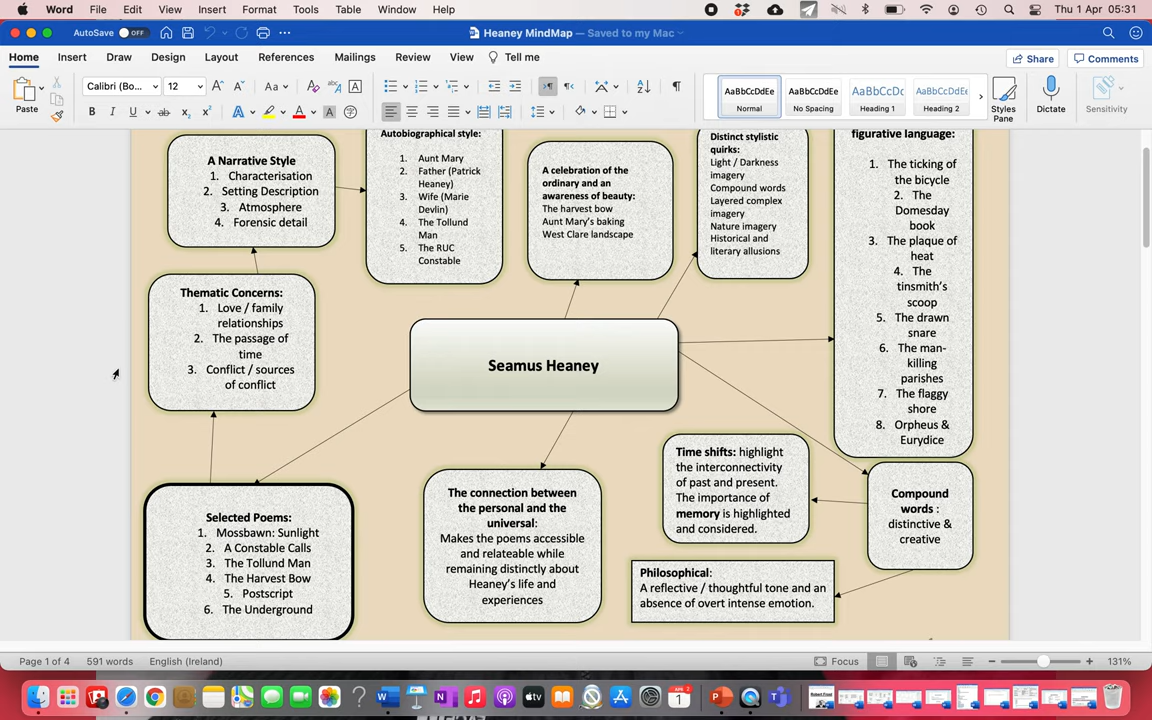 Word File Edit View Insert Format Tools Table Window Help Thu 1 Apr 05:31
AutoSave OFF Heaney MindMap — Saved to my Mac
Home Insert Draw Design Layout References Mailings Review View Tell me Share Comments
Paste Calibri (Bo... 12 AaBbCcDdEe AaBbCcDdEe AaBbCcDc AaBbCcDdEe
Normal No Spacing Heading 1 Heading 2 Styles Pane Dictate Sensitivity
A Narrative Style
1. Characterisation
2. Setting Description
3. Atmosphere
4. Forensic detail
Autobiographical style:
1. Aunt Mary
2. Father (Patrick
Heaney)
3. Wife (Marie
Devlin)
4. The Tollund
Man
5. The RUC
Constable
A celebration of the
ordinary and an
awareness of beauty:
The harvest bow
Aunt Mary's baking
West Clare landscape
Distinct stylistic
quirks:
Light / Darkness
imagery
Compound words
Layered complex
imagery
Nature imagery
Historical and
literary allusions
figurative language:
1. The ticking of
the bicycle
2. The
Domesday
book
3. The plaque of
heat
4. The
tinsmith's
scoop
5. The drawn
snare
6. The man-
killing
parishes
7. The flaggy
shore
8. Orpheus &
Eurydice
Thematic Concerns:
1. Love / family
relationships
2. The passage of
time
3. Conflict / sources
of conflict
Seamus Heaney
Selected Poems:
1. Mossbawn: Sunlight
2. A Constable Calls
3. The Tollund Man
4. The Harvest Bow
5. Postscript
6. The Underground
The connection between
the personal and the
universal:
Makes the poems accessible
and relateable while
remaining distinctly about
Heaney's life and
experiences
Time shifts: highlight
the interconnectivity
of past and present.
The importance of
memory is highlighted
and considered.
Compound
words :
distinctive &
creative
Philosophical:
A reflective / thoughtful tone and an
absence of overt intense emotion.
Page 1 of 4 591 words English (Ireland) Focus 131%